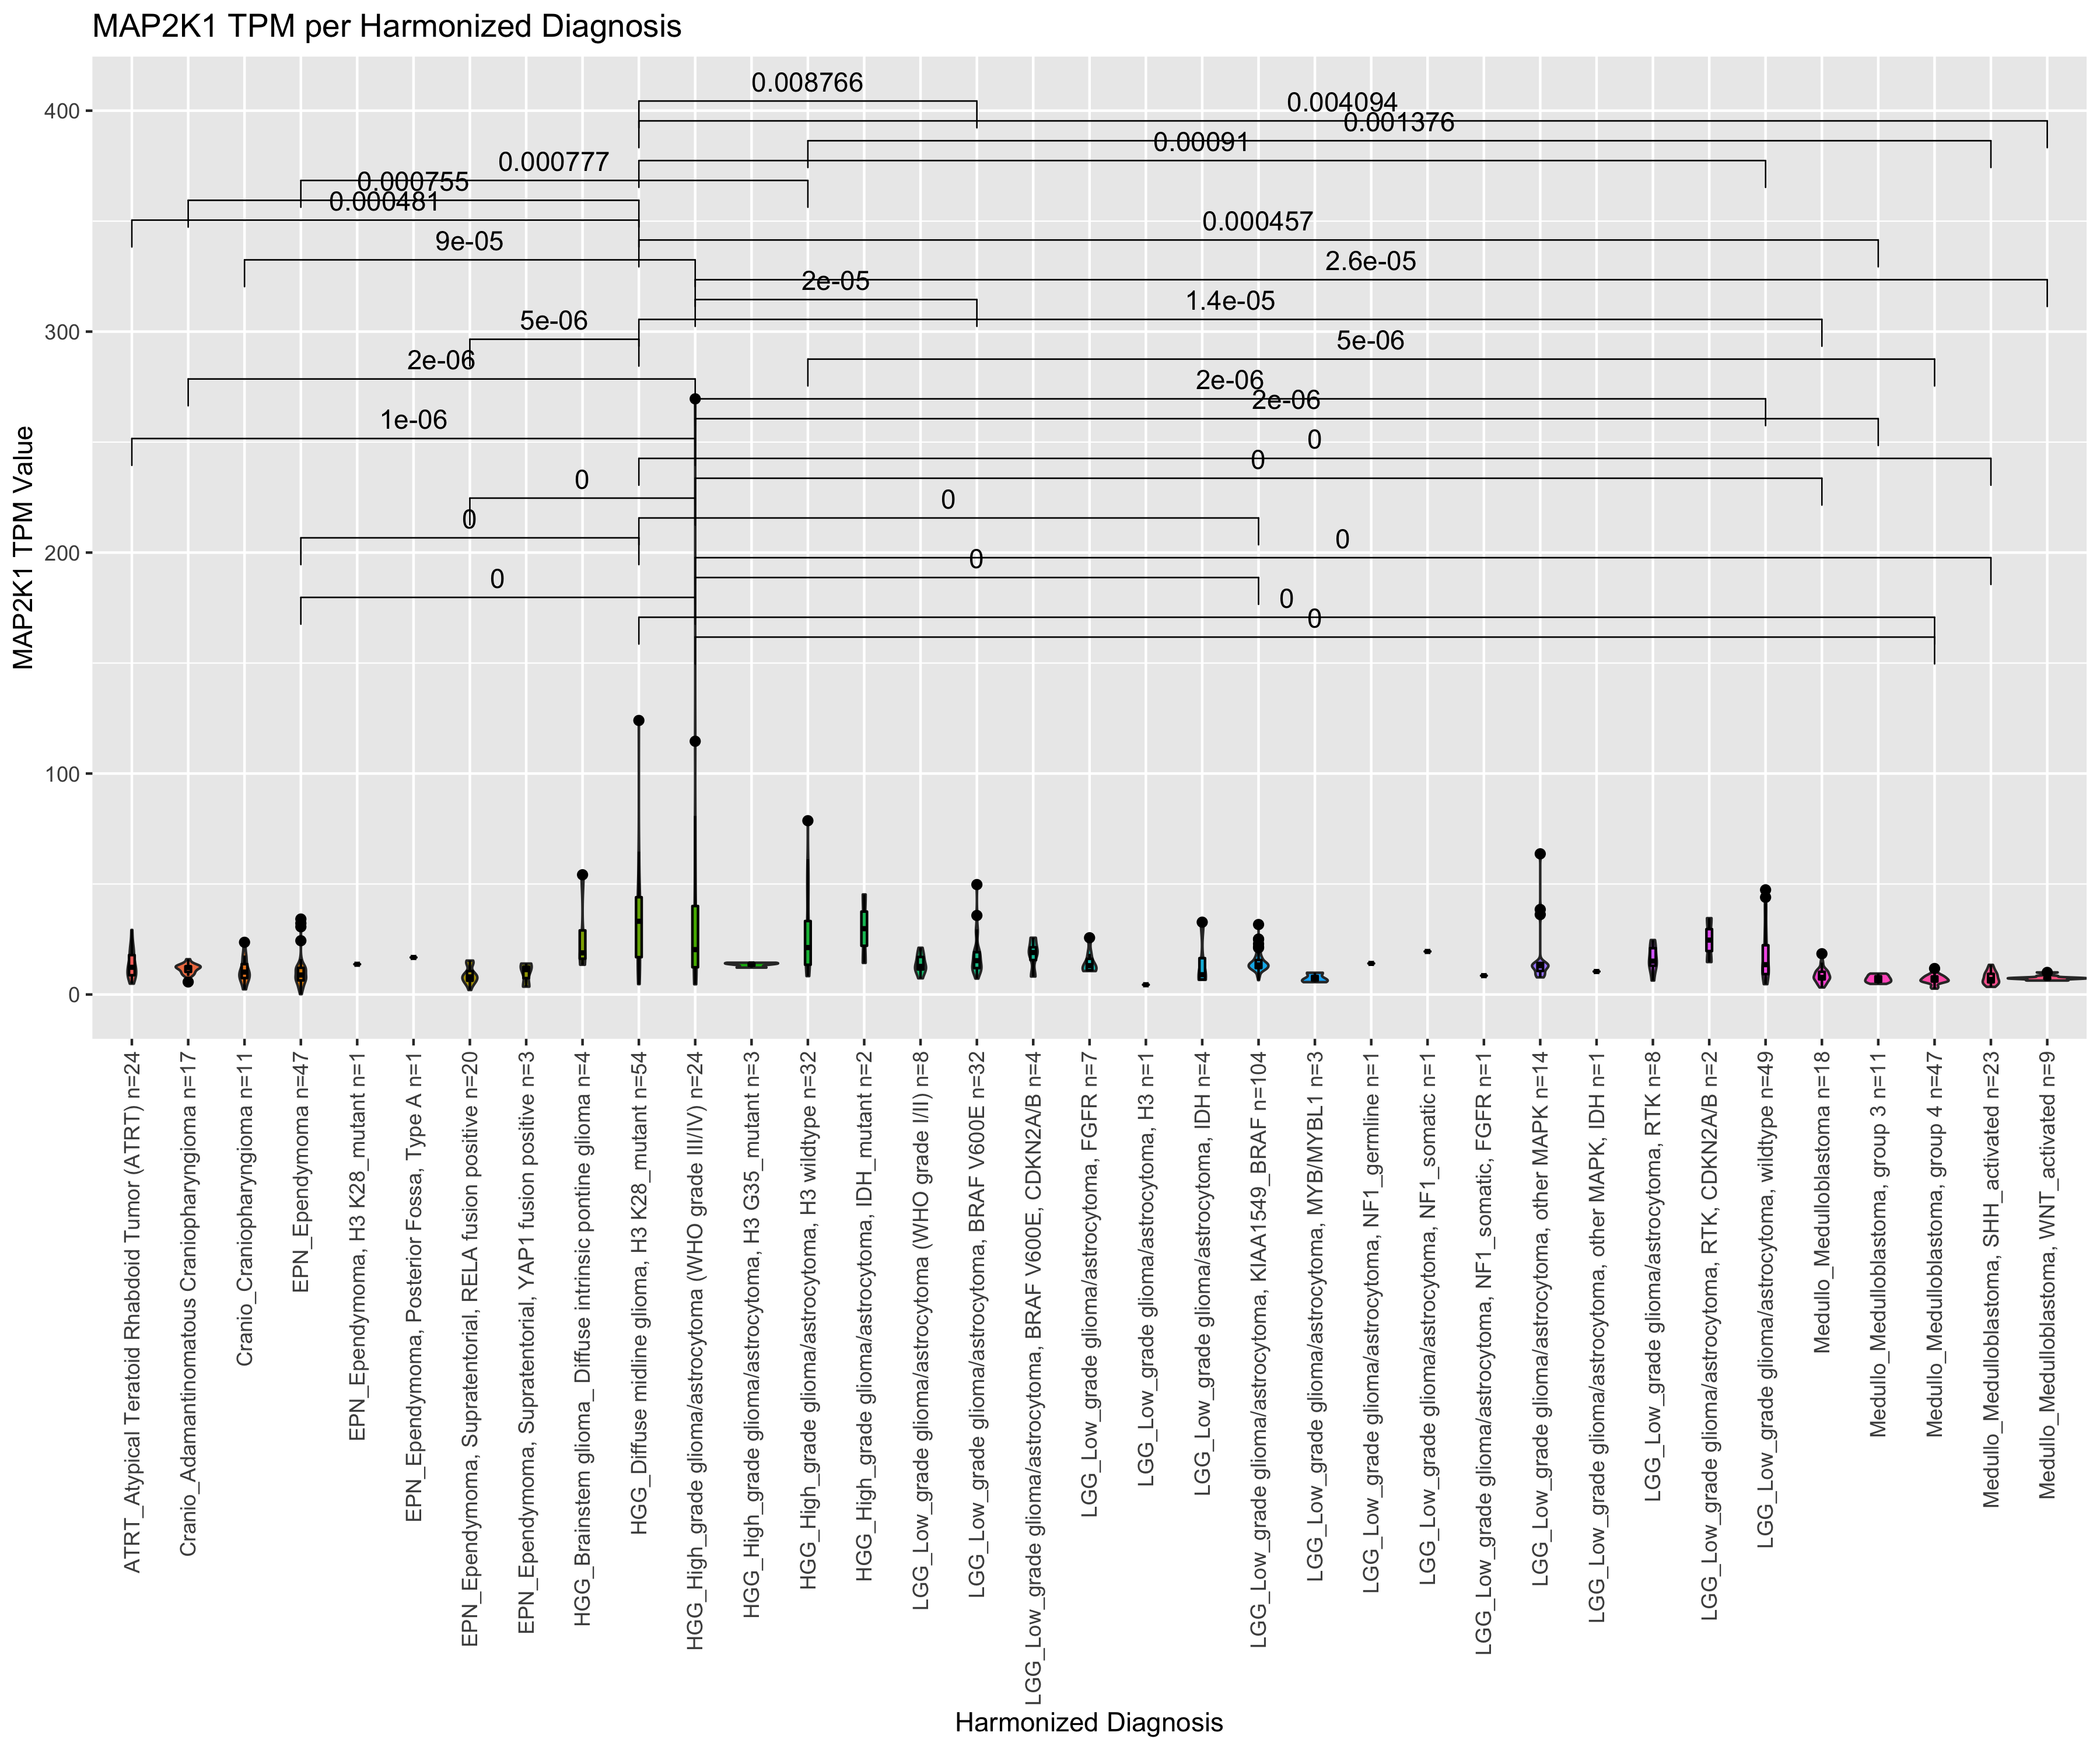 MAP2K1 TPM per Harmonized Diagnosis
MAP2K1 TPM Value
400
300
200
100
0
0.008766
0.004094
0.001376
0.00091
0.000777
0.000755
0.000481
0.000457
9e-05
2.6e-05
2e-05
1.4e-05
5e-06
5e-06
2e-06
2e-06
2e-06
1e-06
0
0
0
0
0
0
0
0
0
0
ATRT_Atypical Teratoid Rhabdoid Tumor (ATRT) n=24
Cranio_Adamantinomatous Craniopharyngioma n=17
Cranio_Craniopharyngioma n=11
EPN_Ependymoma n=47
EPN_Ependymoma, H3 K28_mutant n=1
EPN_Ependymoma, Posterior Fossa, Type A n=1
EPN_Ependymoma, Supratentorial, RELA fusion positive n=20
EPN_Ependymoma, Supratentorial, YAP1 fusion positive n=3
HGG_Brainstem glioma_ Diffuse intrinsic pontine glioma n=4
HGG_Diffuse midline glioma, H3 K28_mutant n=54
HGG_High_grade glioma/astrocytoma (WHO grade III/IV) n=24
HGG_High_grade glioma/astrocytoma, H3 G35_mutant n=3
HGG_High_grade glioma/astrocytoma, H3 wildtype n=32
HGG_High_grade glioma/astrocytoma, IDH_mutant n=2
LGG_Low_grade glioma/astrocytoma (WHO grade I/II) n=8
LGG_Low_grade glioma/astrocytoma, BRAF V600E n=32
LGG_Low_grade glioma/astrocytoma, BRAF V600E, CDKN2A/B n=4
LGG_Low_grade glioma/astrocytoma, FGFR n=7
LGG_Low_grade glioma/astrocytoma, H3 n=1
LGG_Low_grade glioma/astrocytoma, IDH n=4
LGG_Low_grade glioma/astrocytoma, KIAA1549_BRAF n=104
LGG_Low_grade glioma/astrocytoma, MYB/MYBL1 n=3
LGG_Low_grade glioma/astrocytoma, NF1_germline n=1
LGG_Low_grade glioma/astrocytoma, NF1_somatic n=1
LGG_Low_grade glioma/astrocytoma, NF1_somatic, FGFR n=1
LGG_Low_grade glioma/astrocytoma, other MAPK n=14
LGG_Low_grade glioma/astrocytoma, other MAPK, IDH n=1
LGG_Low_grade glioma/astrocytoma, RTK n=8
LGG_Low_grade glioma/astrocytoma, RTK, CDKN2A/B n=2
LGG_Low_grade glioma/astrocytoma, wildtype n=49
Medullo_Medulloblastoma n=18
Medullo_Medulloblastoma, group 3 n=11
Medullo_Medulloblastoma, group 4 n=47
Medullo_Medulloblastoma, SHH_activated n=23
Medullo_Medulloblastoma, WNT_activated n=9
Harmonized Diagnosis